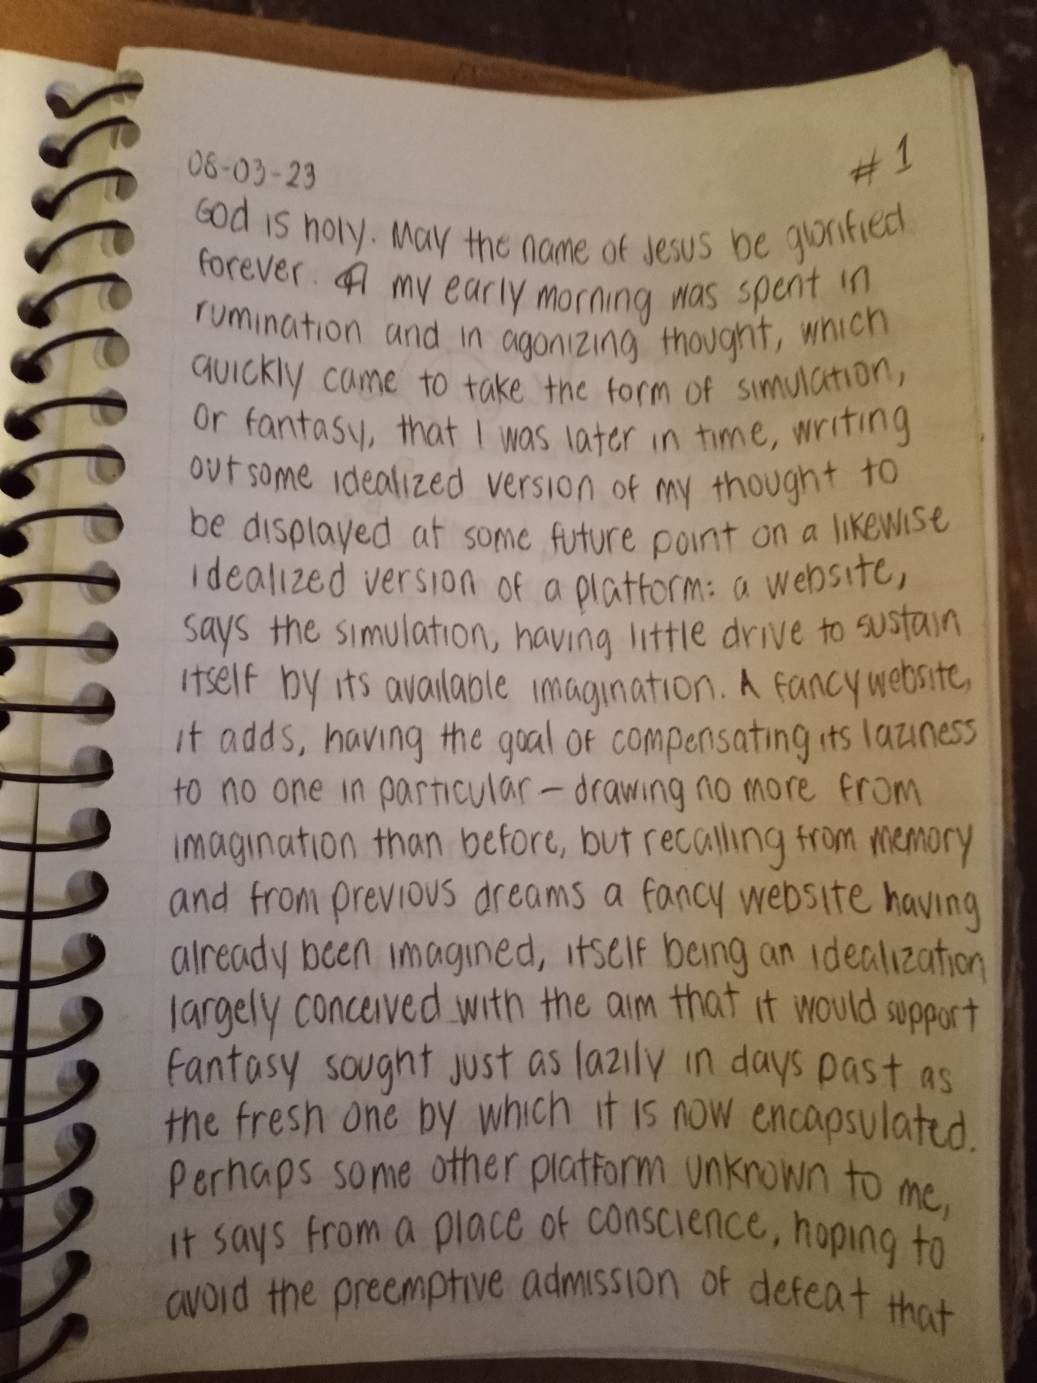 08-03-23
#1
God is holy. May the name of Jesus be glorified
forever. my early morning was spent in
rumination and in agonizing thought, which
quickly came to take the form of simulation,
or fantasy, that I was later in time, writing
out some idealized version of my thought to
be displayed at some future point on a likewise
idealized version of a platform: a website,
says the simulation, having little drive to sustain
itself by its available imagination. A fancy website,
it adds, having the goal of compensating its laziness
to no one in particular — drawing no more from
imagination than before, but recalling from memory
and from previous dreams a fancy website having
already been imagined, itself being an idealization
largely conceived with the aim that it would support
fantasy sought just as lazily in days past as
the fresh one by which it is now encapsulated.
Perhaps some other platform unknown to me,
it says from a place of conscience, hoping to
avoid the preemptive admission of defeat that